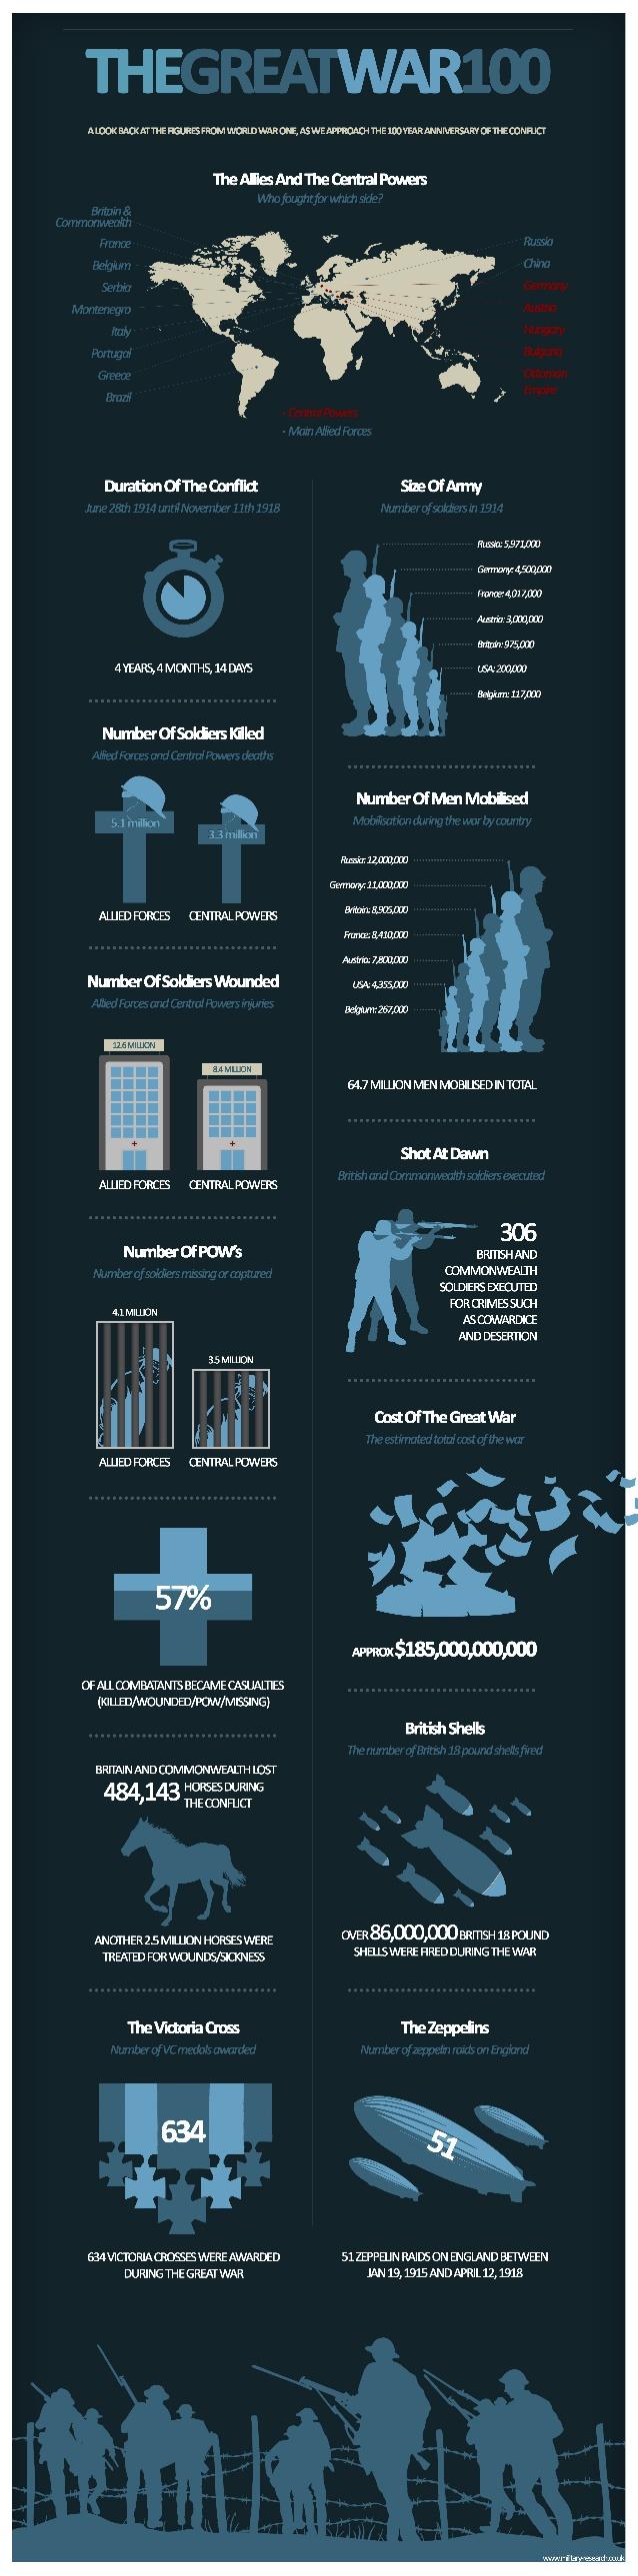 THEGREATWAR100
A LOOK BACK AT THE FIGURES FROM WORLD WAR ONE, AS WE APPROACH THE 100 YEAR ANNIVERSARY OF THE CONFLICT
The Allies And The Central Powers
Who fought for which side?
Britain &
Commonwealth
France
Belgium
Serbia
Montenegro
Italy
Portugal
Greece
Brazil
Russia
China
Germany
Austria
Hungary
Bulgaria
Ottoman
Empire
- Central Powers
- Main Allied Forces
Duration Of The Conflict
June 28th 1914 until November 11th 1918
4 YEARS, 4 MONTHS, 14 DAYS
Number Of Soldiers Killed
Allied Forces and Central Powers deaths
5.1 million
3.3 million
ALLIED FORCES
CENTRAL POWERS
Number Of Soldiers Wounded
Allied Forces and Central Powers injuries
12.6 MILLION
8.4 MILLION
ALLIED FORCES
CENTRAL POWERS
Number Of POW's
Number of soldiers missing or captured
4.1 MILLION
3.5 MILLION
ALLIED FORCES
CENTRAL POWERS
57%
OF ALL COMBATANTS BECAME CASUALTIES
(KILLED/WOUNDED/POW/MISSING)
BRITAIN AND COMMONWEALTH LOST
484,143 HORSES DURING
THE CONFLICT
ANOTHER 2.5 MILLION HORSES WERE
TREATED FOR WOUNDS/SICKNESS
The Victoria Cross
Number of VC medals awarded
634
634 VICTORIA CROSSES WERE AWARDED
DURING THE GREAT WAR
Size Of Army
Number of soldiers in 1914
Russia: 5,971,000
Germany: 4,500,000
France: 4,017,000
Austria: 3,000,000
Britain: 975,000
USA: 200,000
Belgium: 117,000
Number Of Men Mobilised
Mobilisation during the war by country
Russia: 12,000,000
Germany: 11,000,000
Britain: 8,905,000
France: 8,410,000
Austria: 7,800,000
USA: 4,355,000
Belgium: 267,000
64.7 MILLION MEN MOBILISED IN TOTAL
Shot At Dawn
British and Commonwealth soldiers executed
306
BRITISH AND
COMMONWEALTH
SOLDIERS EXECUTED
FOR CRIMES SUCH
AS COWARDICE
AND DESERTION
Cost Of The Great War
The estimated total cost of the war
APPROX $185,000,000,000
British Shells
The number of British 18 pound shells fired
OVER 86,000,000 BRITISH 18 POUND
SHELLS WERE FIRED DURING THE WAR
The Zeppelins
Number of zeppelin raids on England
51
51 ZEPPELIN RAIDS ON ENGLAND BETWEEN
JAN 19, 1915 AND APRIL 12, 1918
www.military-research.co.uk